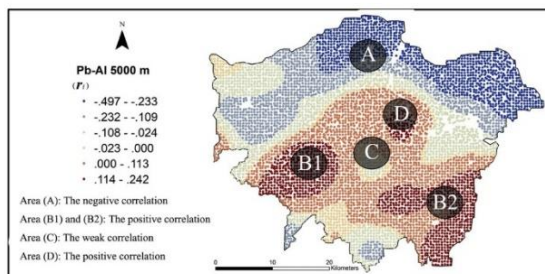 N
Pb-Al 5000 m
(rₗ)
-.497 - -.233
-.232 - -.109
-.108 - -.024
-.023 - .000
.000 - .113
.114 - .242
Area (A): The negative correlation
Area (B1) and (B2): The positive correlation
Area (C): The weak correlation
Area (D): The positive correlation
A
D
C
B1
B2
0
10
20
Kilometers